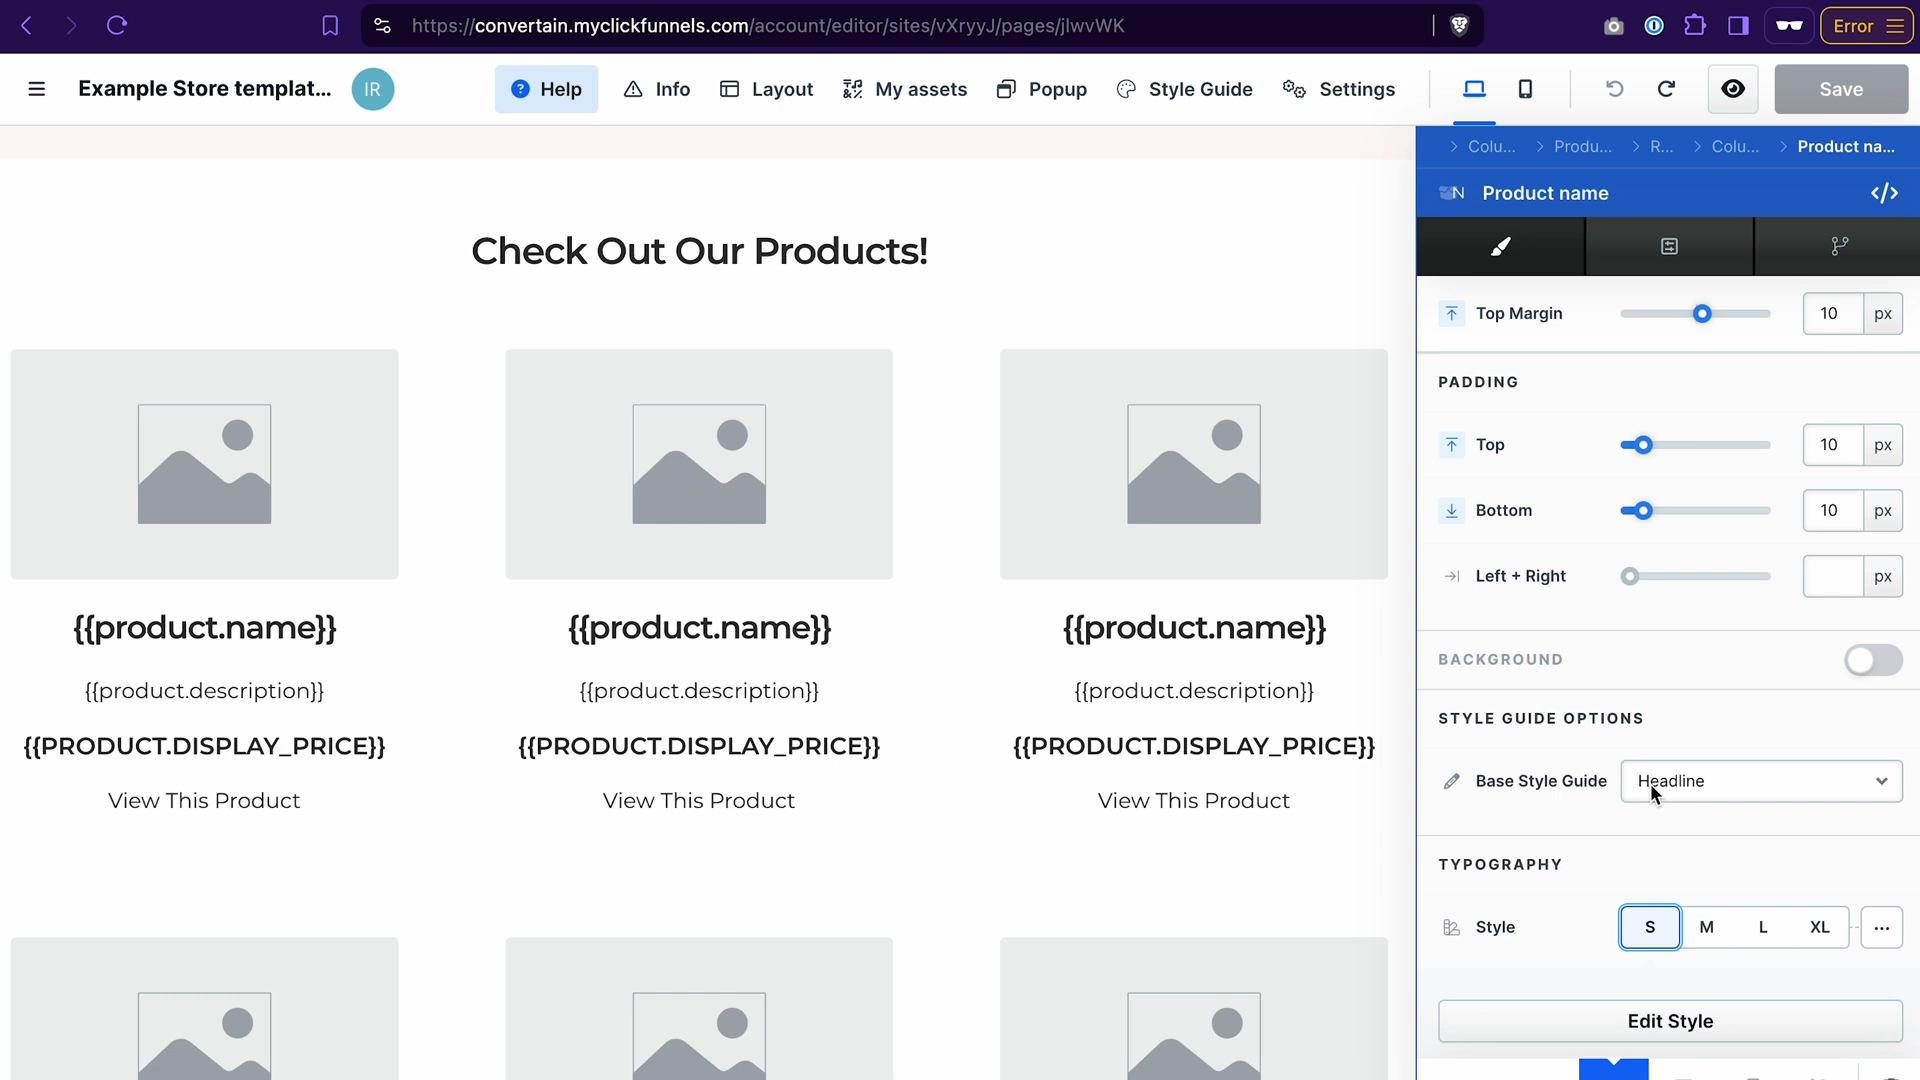 https://convertain.myclickfunnels.com/account/editor/sites/vXryyJ/pages/jlwvWK
Error
Example Store templat...
IR
Help
Info
Layout
My assets
Popup
Style Guide
Settings
Save
Colu...
Produ...
R...
Colu...
Product na...
N
Product name
Check Out Our Products!
Top Margin
10
px
PADDING
Top
10
px
Bottom
10
px
Left + Right
px
{{product.name}}
{{product.name}}
{{product.name}}
{{product.description}}
{{product.description}}
{{product.description}}
{{PRODUCT.DISPLAY_PRICE}}
{{PRODUCT.DISPLAY_PRICE}}
{{PRODUCT.DISPLAY_PRICE}}
View This Product
View This Product
View This Product
BACKGROUND
STYLE GUIDE OPTIONS
Base Style Guide
Headline
TYPOGRAPHY
Style
S
M
L
XL
...
Edit Style